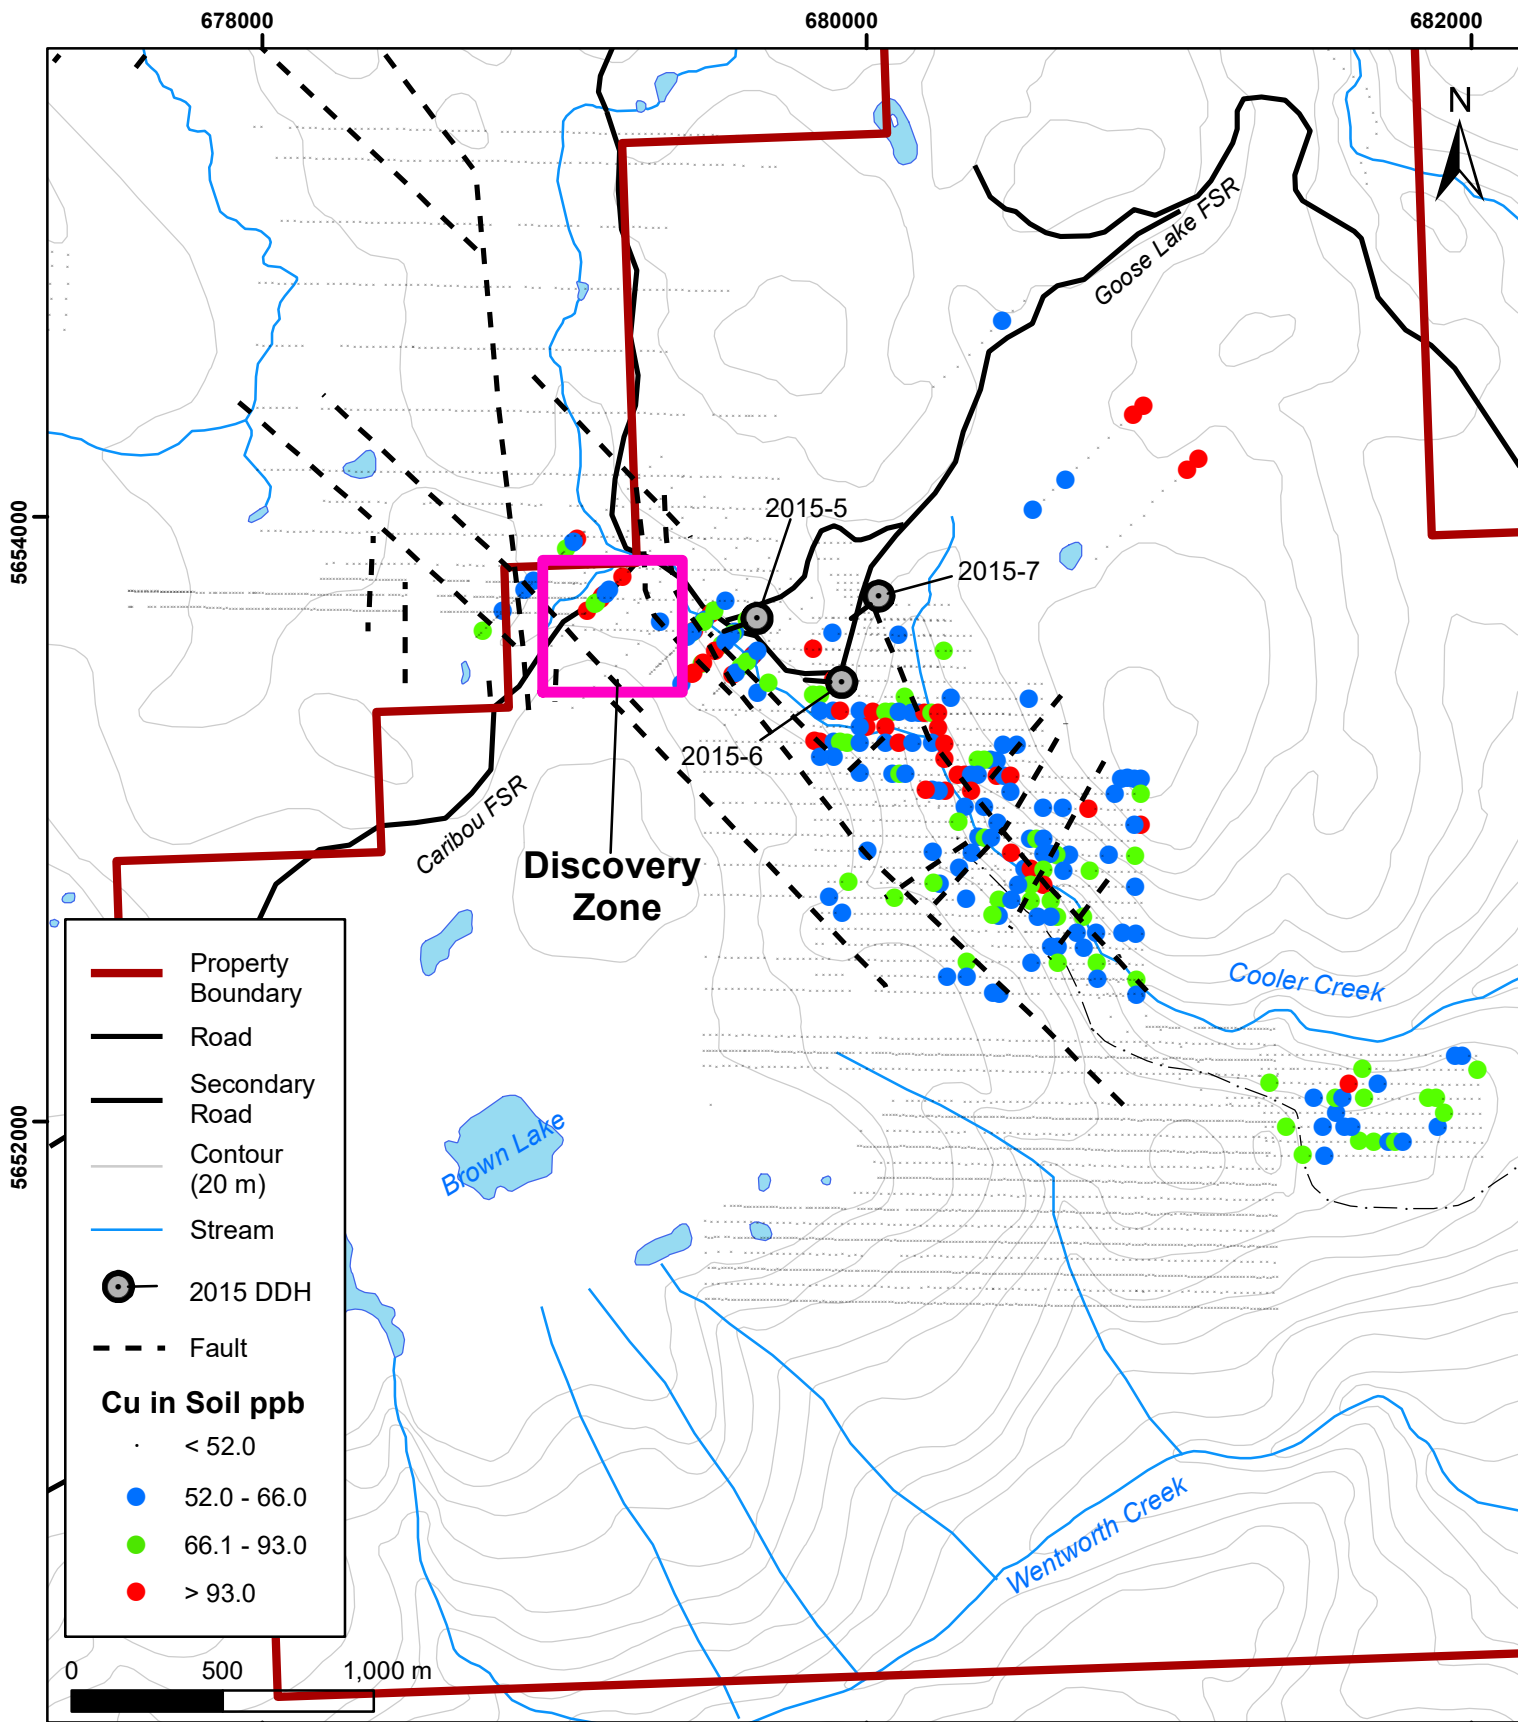 678000
680000
682000
N
Goose Lake FSR
5654000
2015-5
2015-7
2015-6
Caribou FSR
Discovery
Zone
Cooler Creek
5652000
Brown Lake
Wentworth Creek
Property
Boundary
Road
Secondary
Road
Contour
(20 m)
Stream
2015 DDH
Fault
Cu in Soil ppb
< 52.0
52.0 - 66.0
66.1 - 93.0
> 93.0
0 500 1,000 m